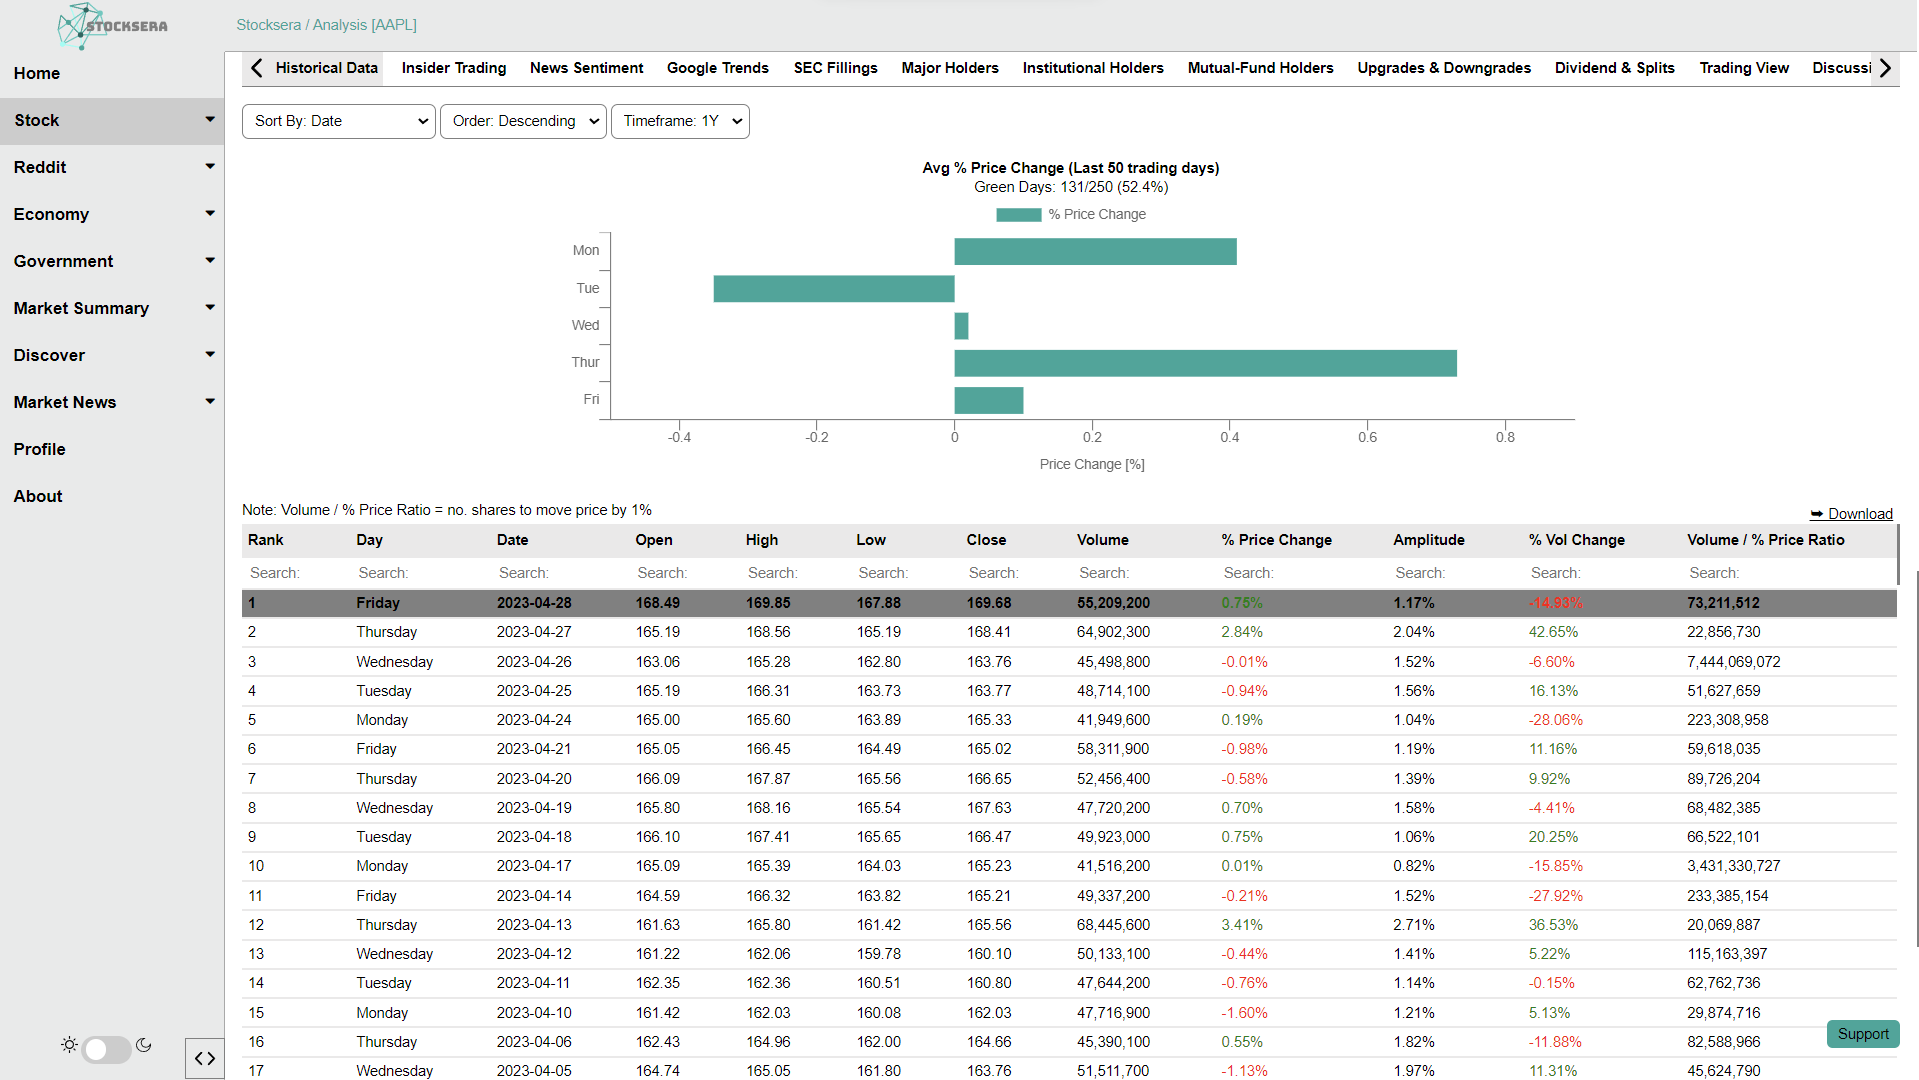 STOCKSERA
Stocksera / Analysis [AAPL]
Home
Stock
Reddit
Economy
Government
Market Summary
Discover
Market News
Profile
About
Historical Data Insider Trading News Sentiment Google Trends SEC Fillings Major Holders Institutional Holders Mutual-Fund Holders Upgrades & Downgrades Dividend & Splits Trading View Discussi
Sort By: Date Order: Descending Timeframe: 1Y
Avg % Price Change (Last 50 trading days)
Green Days: 131/250 (52.4%)
% Price Change
Mon
Tue
Wed
Thur
Fri
-0.4 -0.2 0 0.2 0.4 0.6 0.8
Price Change [%]
Note: Volume / % Price Ratio = no. shares to move price by 1%
Download
Rank Day Date Open High Low Close Volume % Price Change Amplitude % Vol Change Volume / % Price Ratio
Search: Search: Search: Search: Search: Search: Search: Search: Search: Search: Search: Search:
1 Friday 2023-04-28 168.49 169.85 167.88 169.68 55,209,200 0.75% 1.17% -14.93% 73,211,512
2 Thursday 2023-04-27 165.19 168.56 165.19 168.41 64,902,300 2.84% 2.04% 42.65% 22,856,730
3 Wednesday 2023-04-26 163.06 165.28 162.80 163.76 45,498,800 -0.01% 1.52% -6.60% 7,444,069,072
4 Tuesday 2023-04-25 165.19 166.31 163.73 163.77 48,714,100 -0.94% 1.56% 16.13% 51,627,659
5 Monday 2023-04-24 165.00 165.60 163.89 165.33 41,949,600 0.19% 1.04% -28.06% 223,308,958
6 Friday 2023-04-21 165.05 166.45 164.49 165.02 58,311,900 -0.98% 1.19% 11.16% 59,618,035
7 Thursday 2023-04-20 166.09 167.87 165.56 166.65 52,456,400 -0.58% 1.39% 9.92% 89,726,204
8 Wednesday 2023-04-19 165.80 168.16 165.54 167.63 47,720,200 0.70% 1.58% -4.41% 68,482,385
9 Tuesday 2023-04-18 166.10 167.41 165.65 166.47 49,923,000 0.75% 1.06% 20.25% 66,522,101
10 Monday 2023-04-17 165.09 165.39 164.03 165.23 41,516,200 0.01% 0.82% -15.85% 3,431,330,727
11 Friday 2023-04-14 164.59 166.32 163.82 165.21 49,337,200 -0.21% 1.52% -27.92% 233,385,154
12 Thursday 2023-04-13 161.63 165.80 161.42 165.56 68,445,600 3.41% 2.71% 36.53% 20,069,887
13 Wednesday 2023-04-12 161.22 162.06 159.78 160.10 50,133,100 -0.44% 1.41% 5.22% 115,163,397
14 Tuesday 2023-04-11 162.35 162.36 160.51 160.80 47,644,200 -0.76% 1.14% -0.15% 62,762,736
15 Monday 2023-04-10 161.42 162.03 160.08 162.03 47,716,900 -1.60% 1.21% 5.13% 29,874,716
16 Thursday 2023-04-06 162.43 164.96 162.00 164.66 45,390,100 0.55% 1.82% -11.88% 82,588,966
17 Wednesday 2023-04-05 164.74 165.05 161.80 163.76 51,511,700 -1.13% 1.97% 11.31% 45,624,790
Support